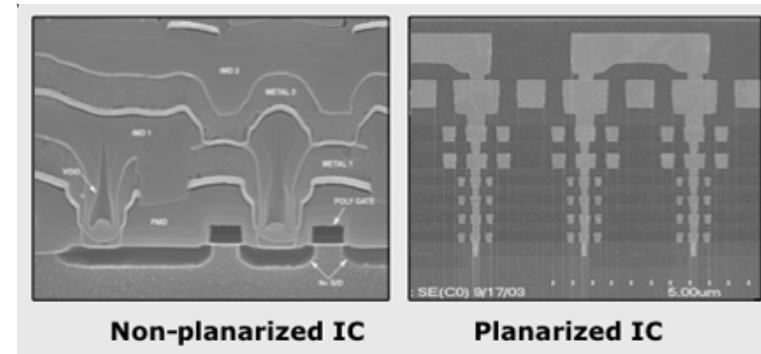 IMD 2
METAL 2
IMD 1
VOID
METAL 1
POLY GATE
PMD
N+ S/D
: SE(C0) 9/17/03 5.00um
Non-planarized IC Planarized IC